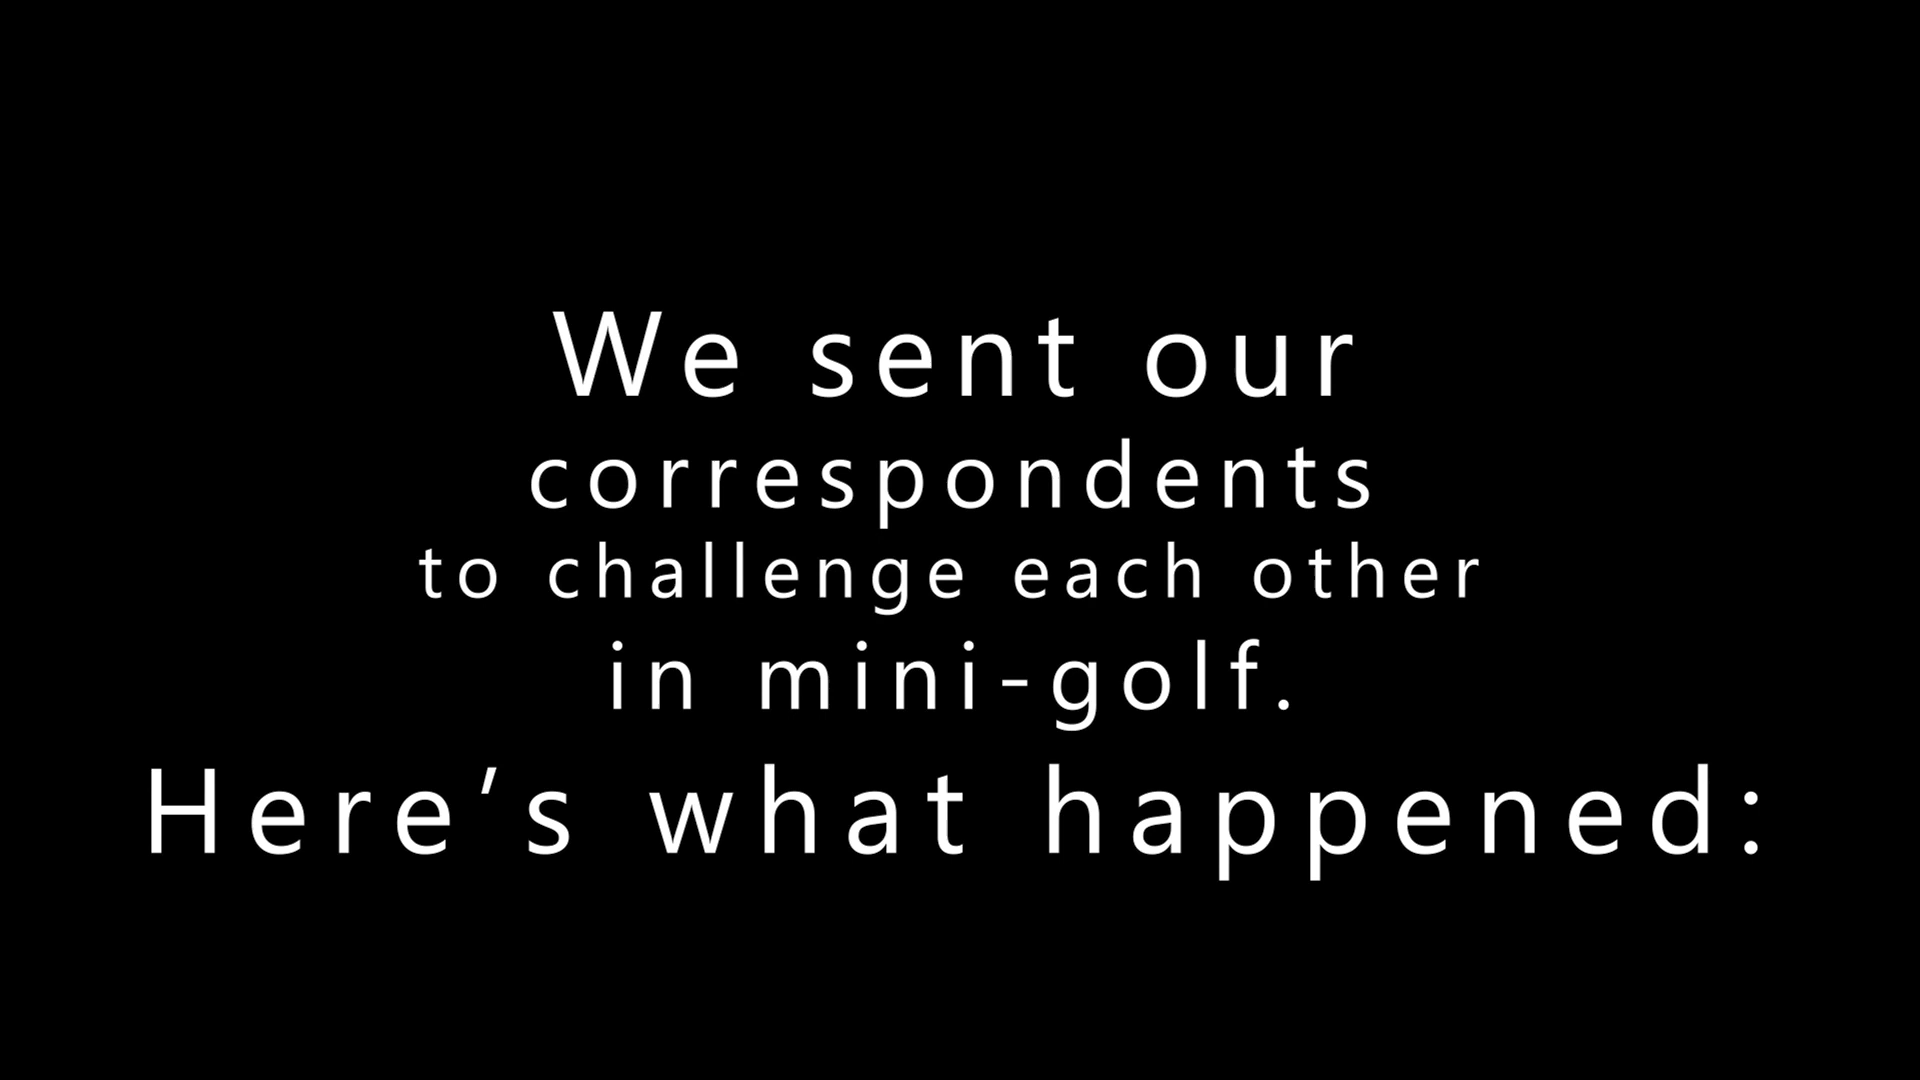 We sent our
correspondents
to challenge each other
in mini-golf.
Here’s what happened: